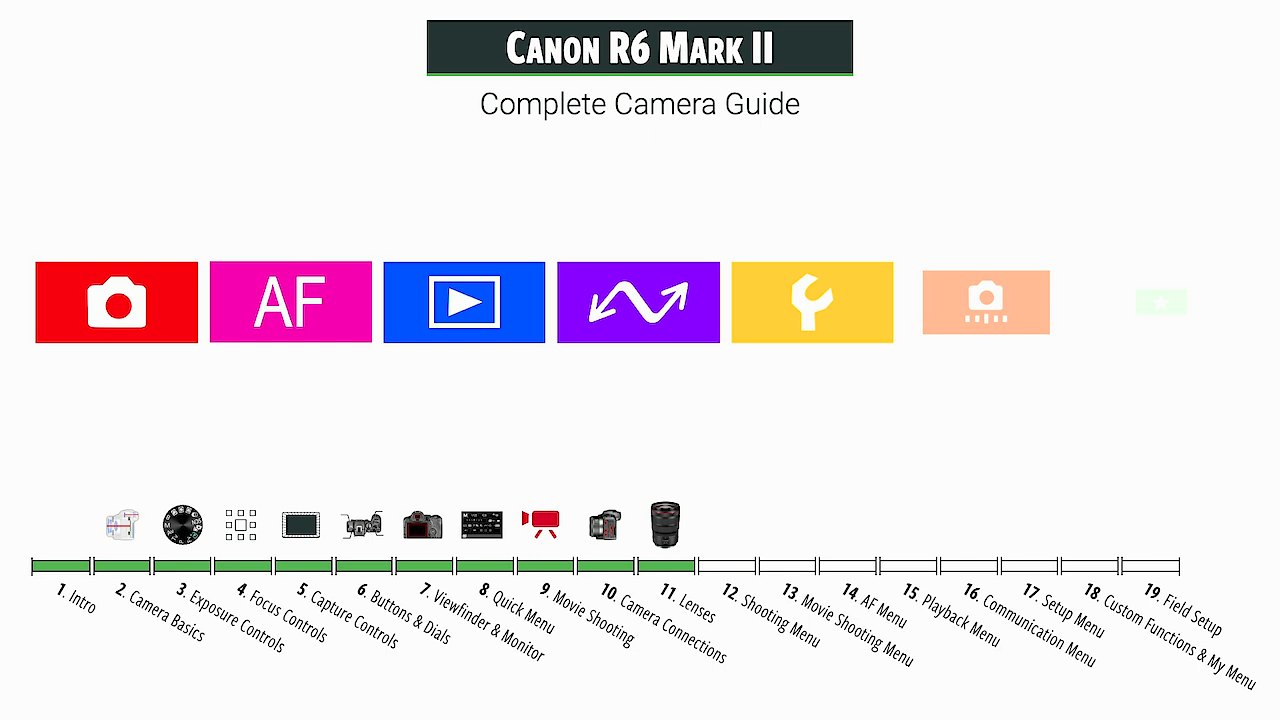 CANON R6 MARK II
Complete Camera Guide
AF
1. Intro
2. Camera Basics
3. Exposure Controls
4. Focus Controls
5. Capture Controls
6. Buttons & Dials
7. Viewfinder & Monitor
8. Quick Menu
9. Movie Shooting
10. Camera Connections
11. Lenses
12. Shooting Menu
13. Movie Shooting Menu
14. AF Menu
15. Playback Menu
16. Communication Menu
17. Setup Menu
18. Custom Functions & My Menu
19. Field Setup